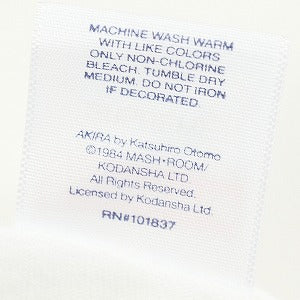 MACHINE WASH WARM
WITH LIKE COLORS
ONLY NON-CHLORINE
BLEACH. TUMBLE DRY
MEDIUM. DO NOT IRON
IF DECORATED.
AKIRA by Katsuhiro Otomo
©1984 MASH•ROOM/
KODANSHA LTD
All Rights Reserved.
Licensed by Kodansha Ltd.
RN#101837